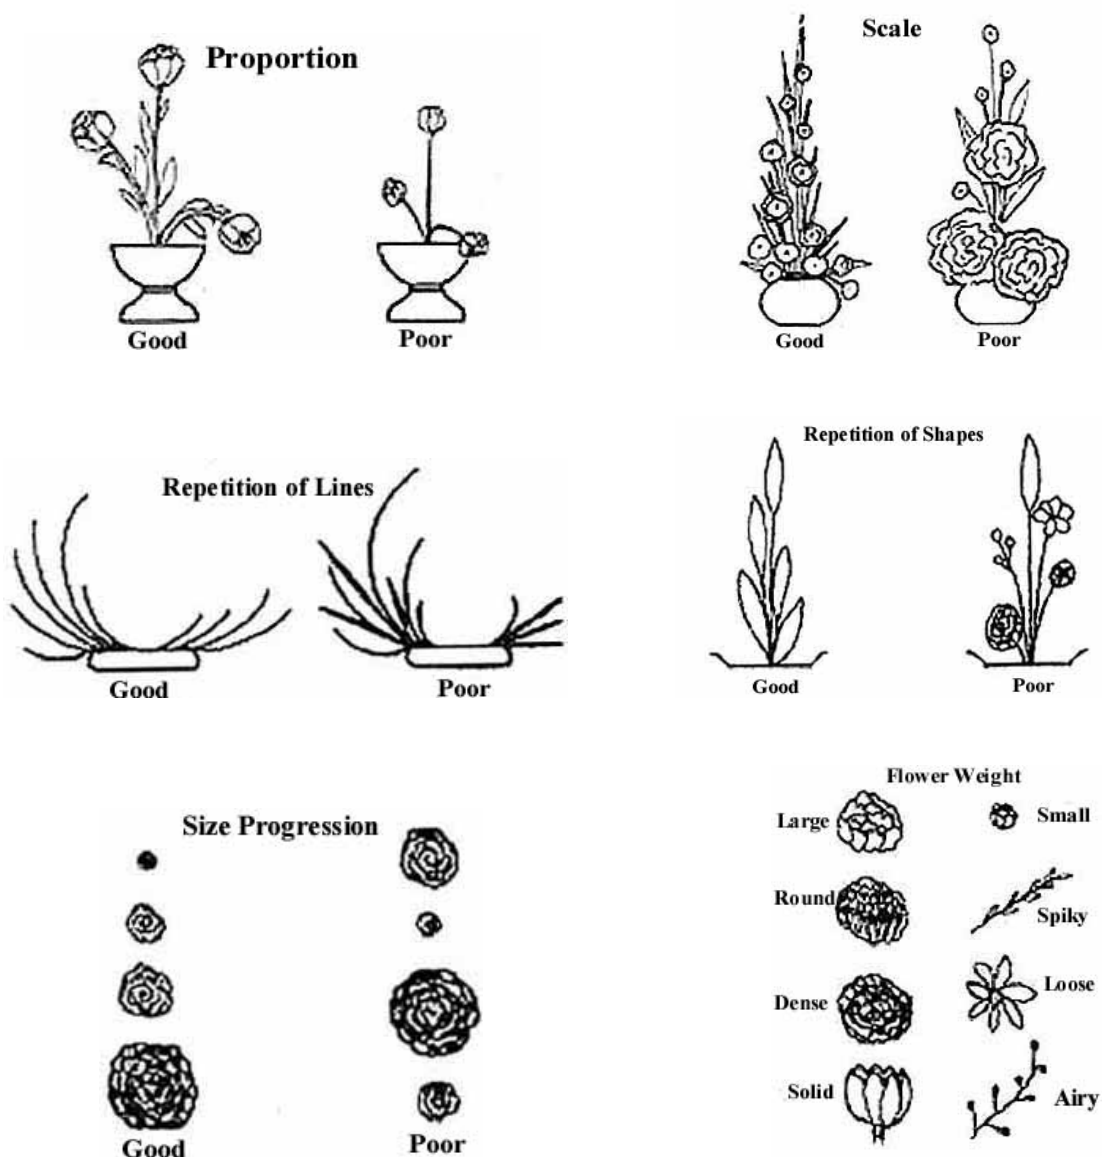 Proportion
Good
Poor
Scale
Good
Poor
Repetition of Lines
Good
Poor
Repetition of Shapes
Good
Poor
Size Progression
Good
Poor
Flower Weight
Large
Small
Round
Spiky
Dense
Loose
Solid
Airy